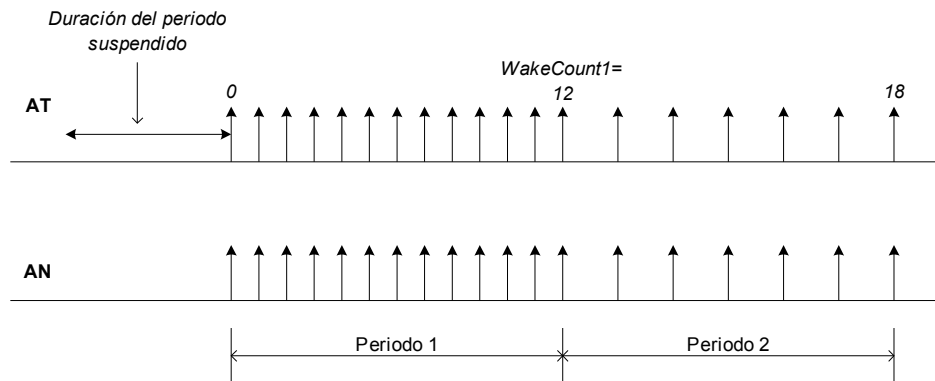 Duración del periodo
suspendido
WakeCount1=
AT
0
12
18
AN
Periodo 1
Periodo 2